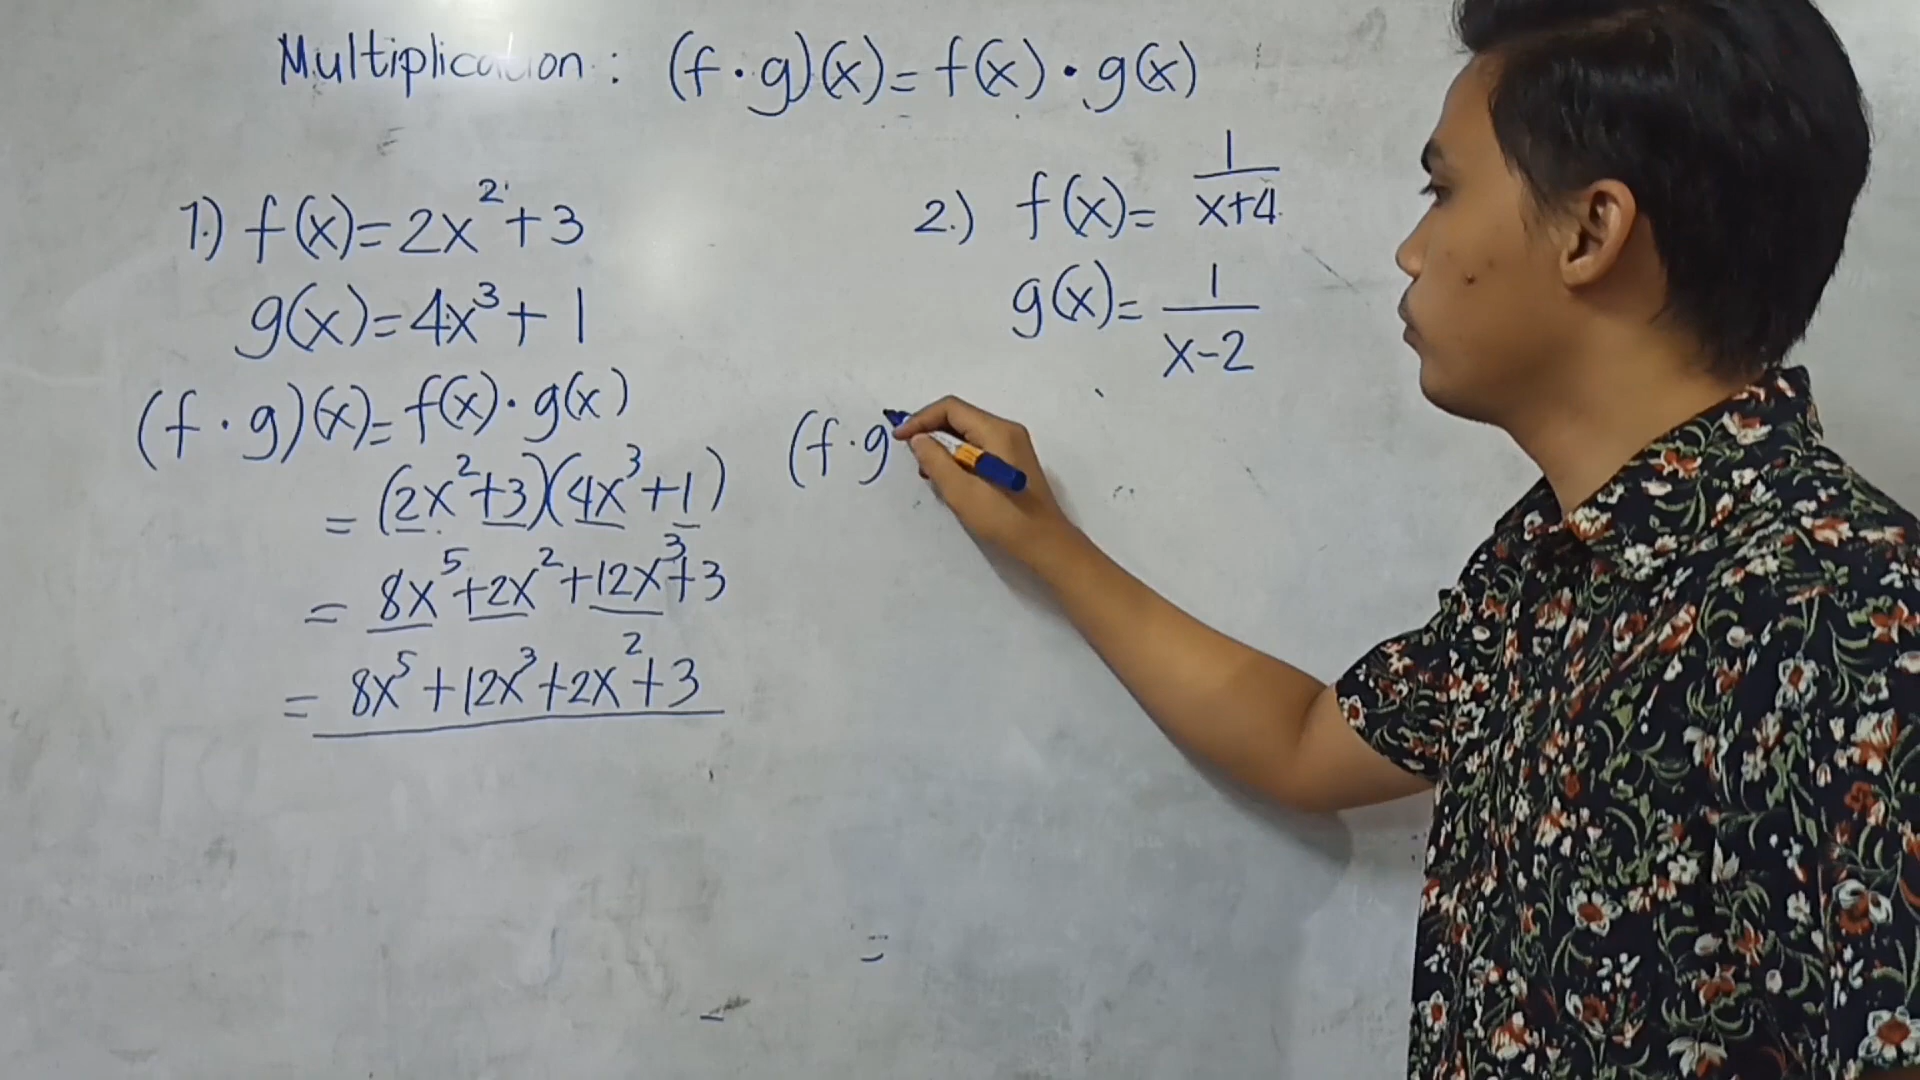 Multiplication : (f · g)(x) = f(x) · g(x)
1.) f(x) = 2x² + 3
g(x) = 4x³ + 1
(f · g)(x) = f(x) · g(x)
= (2x² + 3)(4x³ + 1)
= 8x⁵ + 2x² + 12x³ + 3
= 8x⁵ + 12x³ + 2x² + 3
2.) f(x) = 1/(x+4)
g(x) = 1/(x-2)
(f · g
=